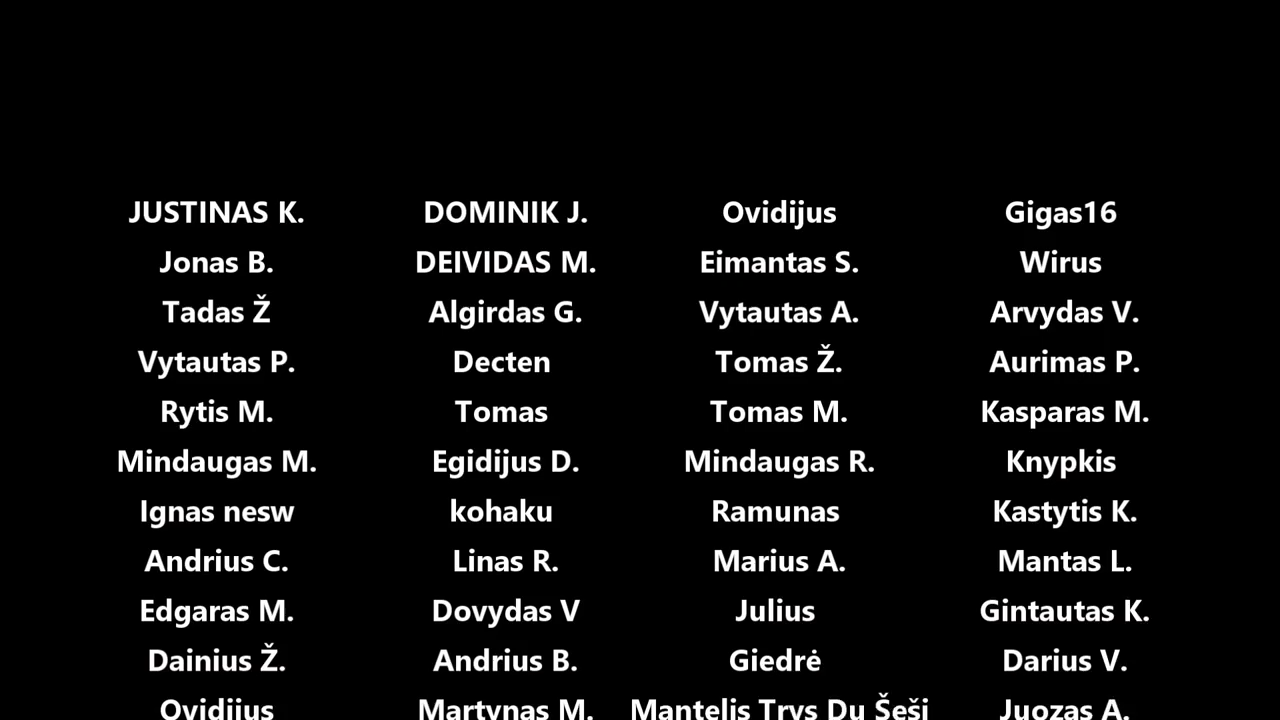 JUSTINAS K. DOMINIK J. Ovidijus Gigas16
Jonas B. DEIVIDAS M. Eimantas S. Wirus
Tadas Ž Algirdas G. Vytautas A. Arvydas V.
Vytautas P. Decten Tomas Ž. Aurimas P.
Rytis M. Tomas Tomas M. Kasparas M.
Mindaugas M. Egidijus D. Mindaugas R. Knypkis
Ignas nesw kohaku Ramunas Kastytis K.
Andrius C. Linas R. Marius A. Mantas L.
Edgaras M. Dovydas V Julius Gintautas K.
Dainius Ž. Andrius B. Giedrė Darius V.
Ovidijus Martynas M. Mantelis Trys Du Šeši Juozas A.